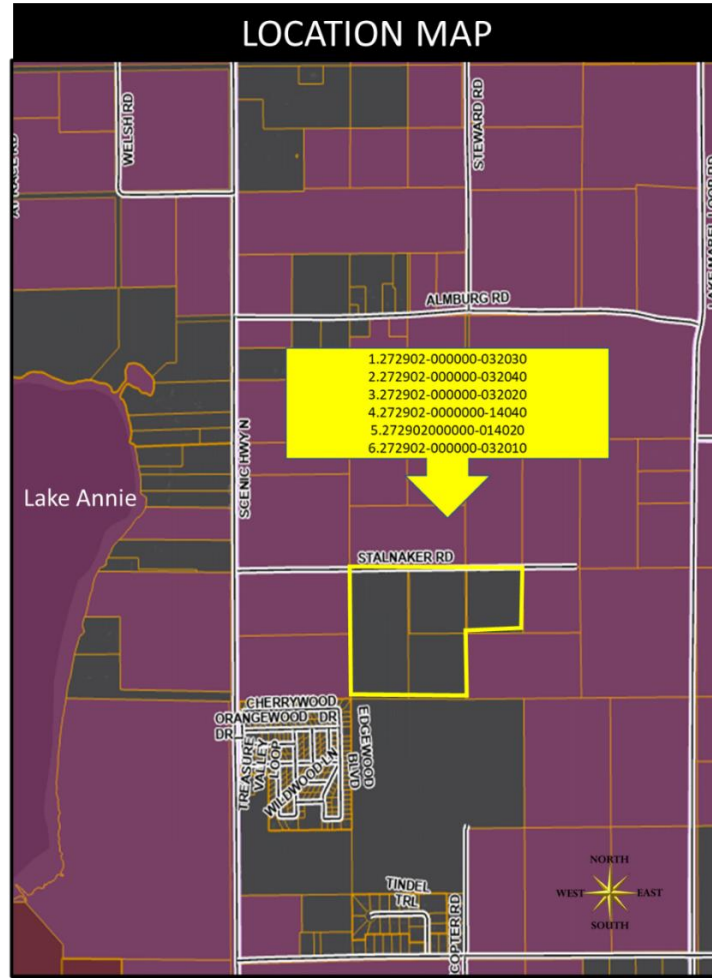 LOCATION MAP
WELSH RD
STEWARD RD
ALMBURG RD
1.272902-000000-032030
2.272902-000000-032040
3.272902-000000-032020
4.272902-0000000-14040
5.272902000000-014020
6.272902-000000-032010
SCENIC HWY N
Lake Annie
STALNAKER RD
CHERRYWOOD
ORANGEWOOD DR
DR
TREASURE
VALLEY
LOOP
WILDWOOD LN
EDGEWOOD
BLVD
TINDEL
TRL
COPTER RD
NORTH
WEST
EAST
SOUTH